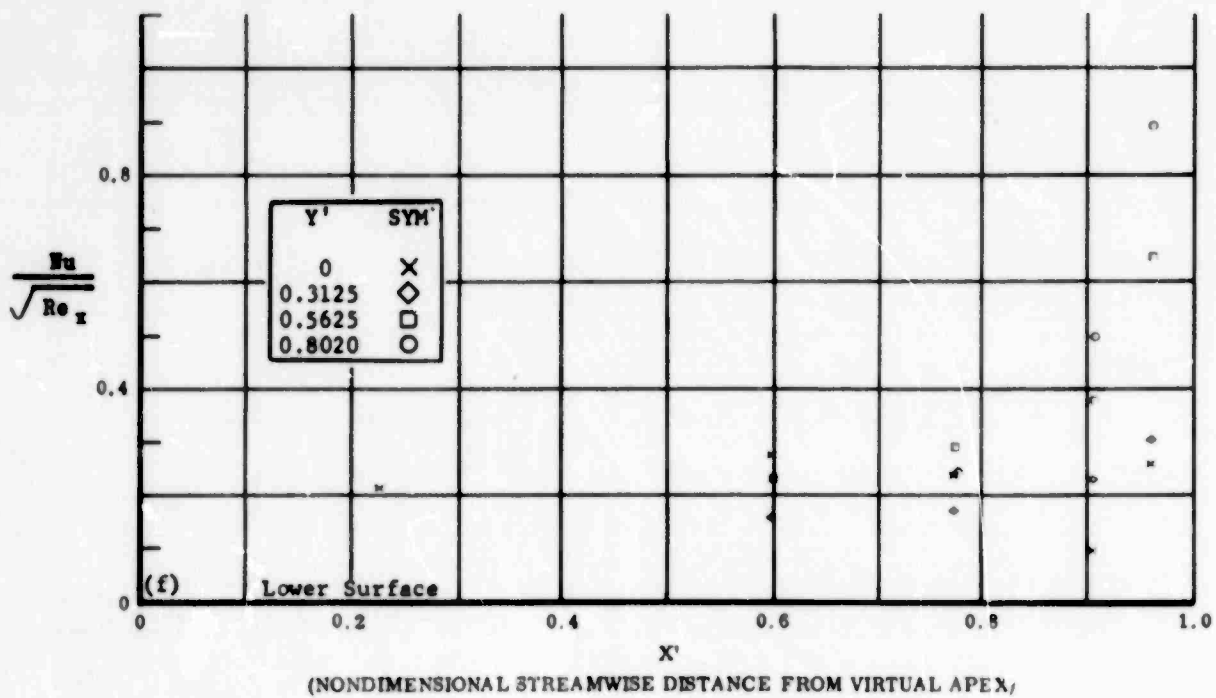 0.8
Y' SYM
0
0.3125
0.5625
0.8020
Nu
√Re x
0.4
(f) Lower Surface
0
0 0.2 0.4 0.6 0.8 1.0
X'
(NONDIMENSIONAL STREAMWISE DISTANCE FROM VIRTUAL APEX)